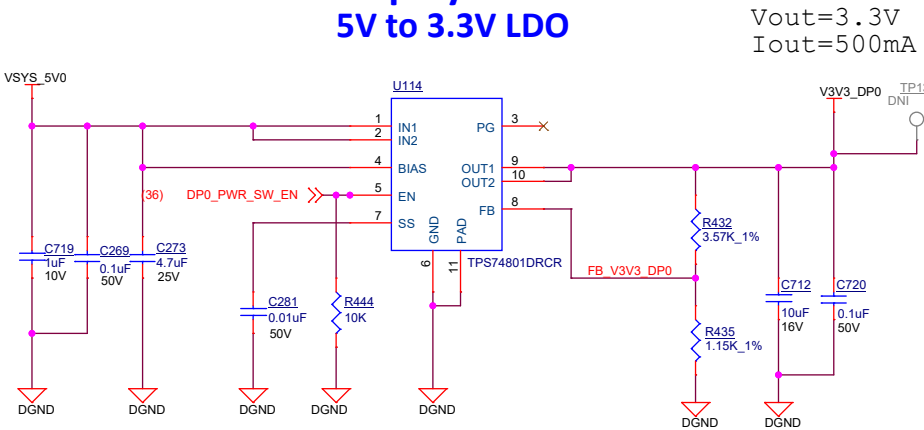 5V to 3.3V LDO
Vout=3.3V
Iout=500mA
VSYS_5V0
U114
V3V3_DP0
DNI
1
IN1
PG
3
2
IN2
4
BIAS
OUT1
9
OUT2
10
(36)
DP0_PWR_SW_EN
5
EN
FB
8
7
SS
GND
PAD
6
11
TPS74801DRCR
R432
3.57K_1%
FB_V3V3_DP0
C719
1uF
10V
C269
0.1uF
50V
C273
4.7uF
25V
C281
0.01uF
50V
R444
10K
R435
1.15K_1%
C712
10uF
16V
C720
0.1uF
50V
DGND
DGND
DGND
DGND
DGND
DGND
DGND